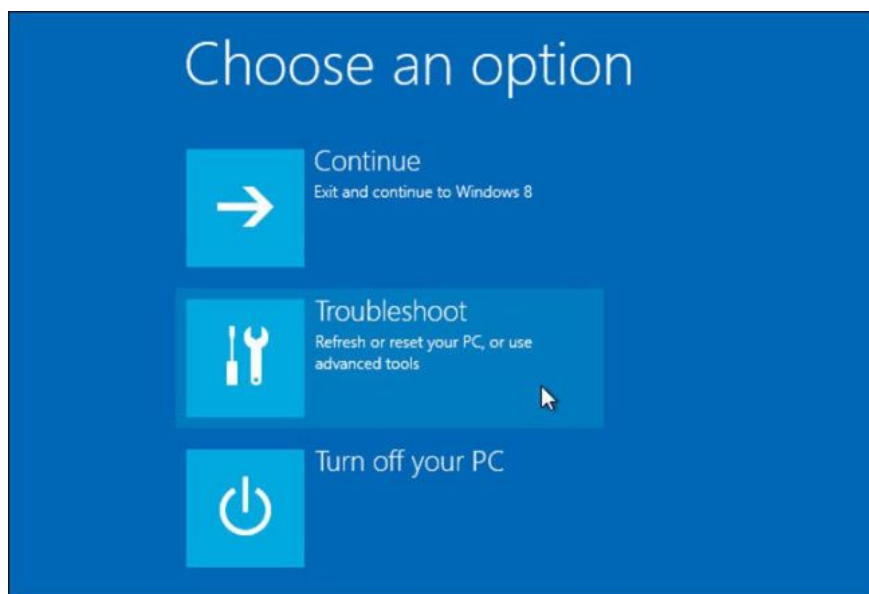 Choose an option
Continue
Exit and continue to Windows 8
Troubleshoot
Refresh or reset your PC, or use
advanced tools
Turn off your PC